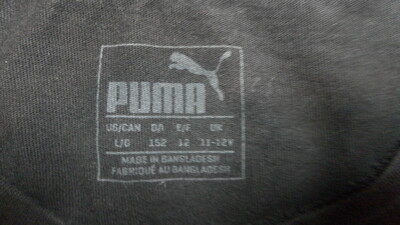 PUMA
US/CAN D/I E/F UK
L/G 152 12 11-12Y
MADE IN BANGLADESH
FABRIQUÉ AU BANGLADESH